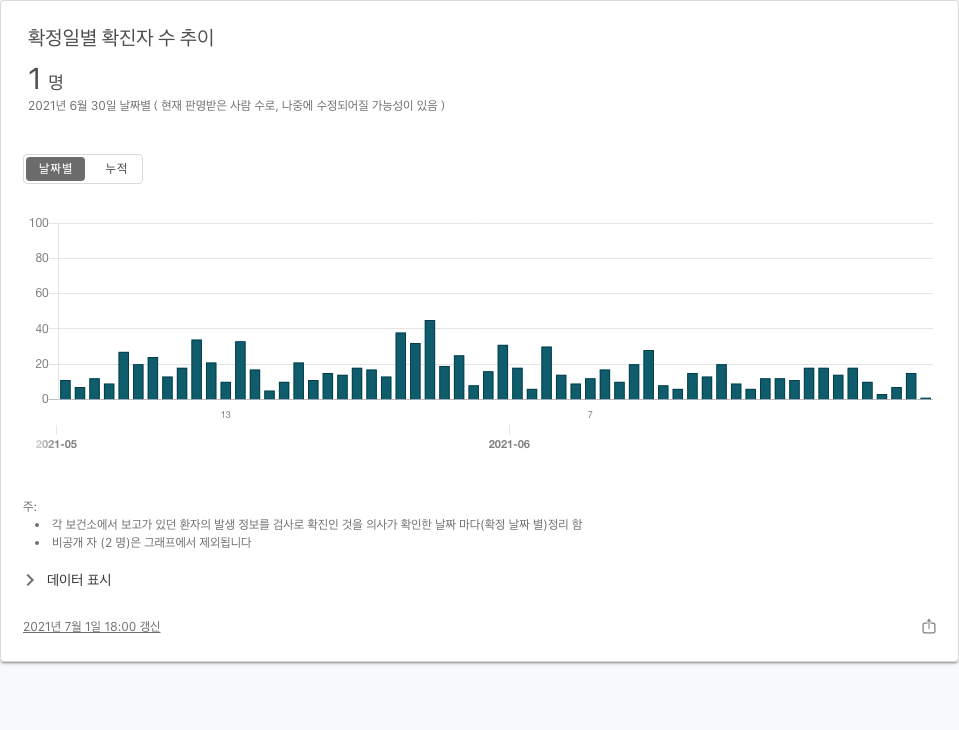 확정일별 확진자 수 추이
1 명
2021년 6월 30일 날짜별 ( 현재 판명받은 사람 수로, 나중에 수정되어질 가능성이 있음 )
날짜별 누적
100
80
60
40
20
0
13 7
2021-05 2021-06
주:
• 각 보건소에서 보고가 있던 환자의 발생 정보를 검사로 확진인 것을 의사가 확인한 날짜 마다(확정 날짜 별)정리 함
• 비공개 자 (2 명)은 그래프에서 제외됩니다
데이터 표시
2021년 7월 1일 18:00 갱신